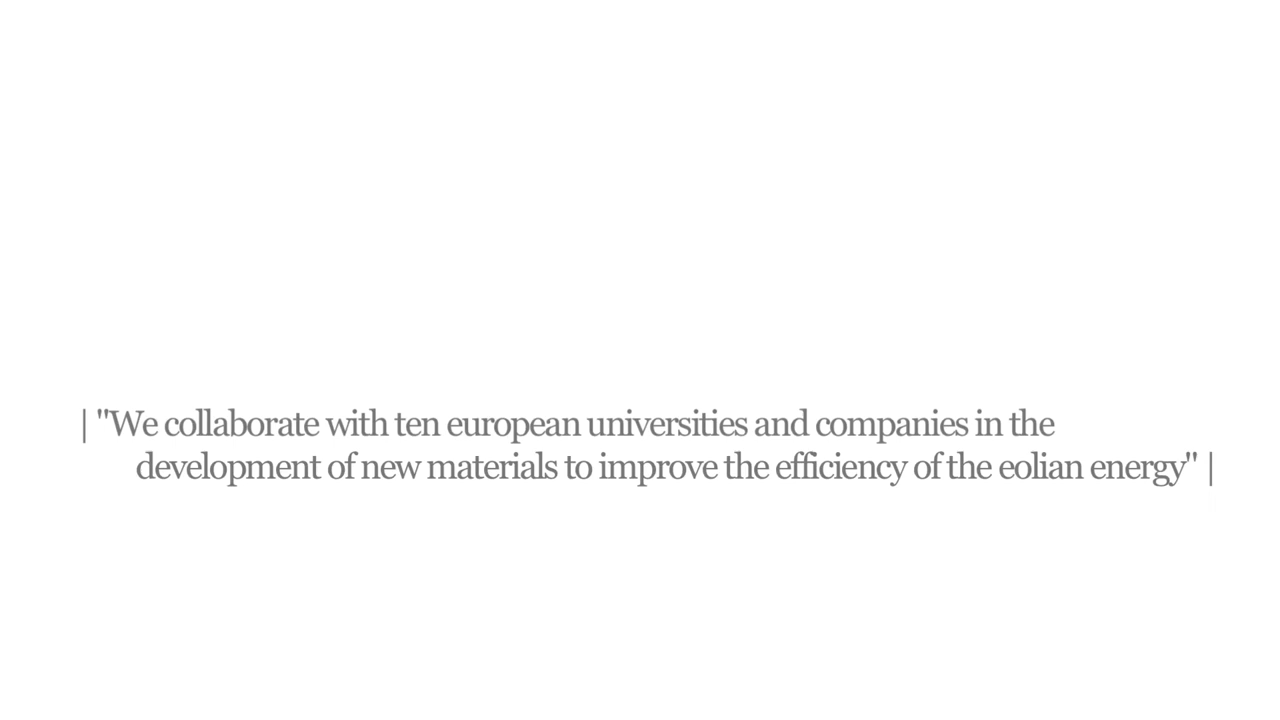 | "We collaborate with ten european universities and companies in the
development of new materials to improve the efficiency of the eolian energy" |